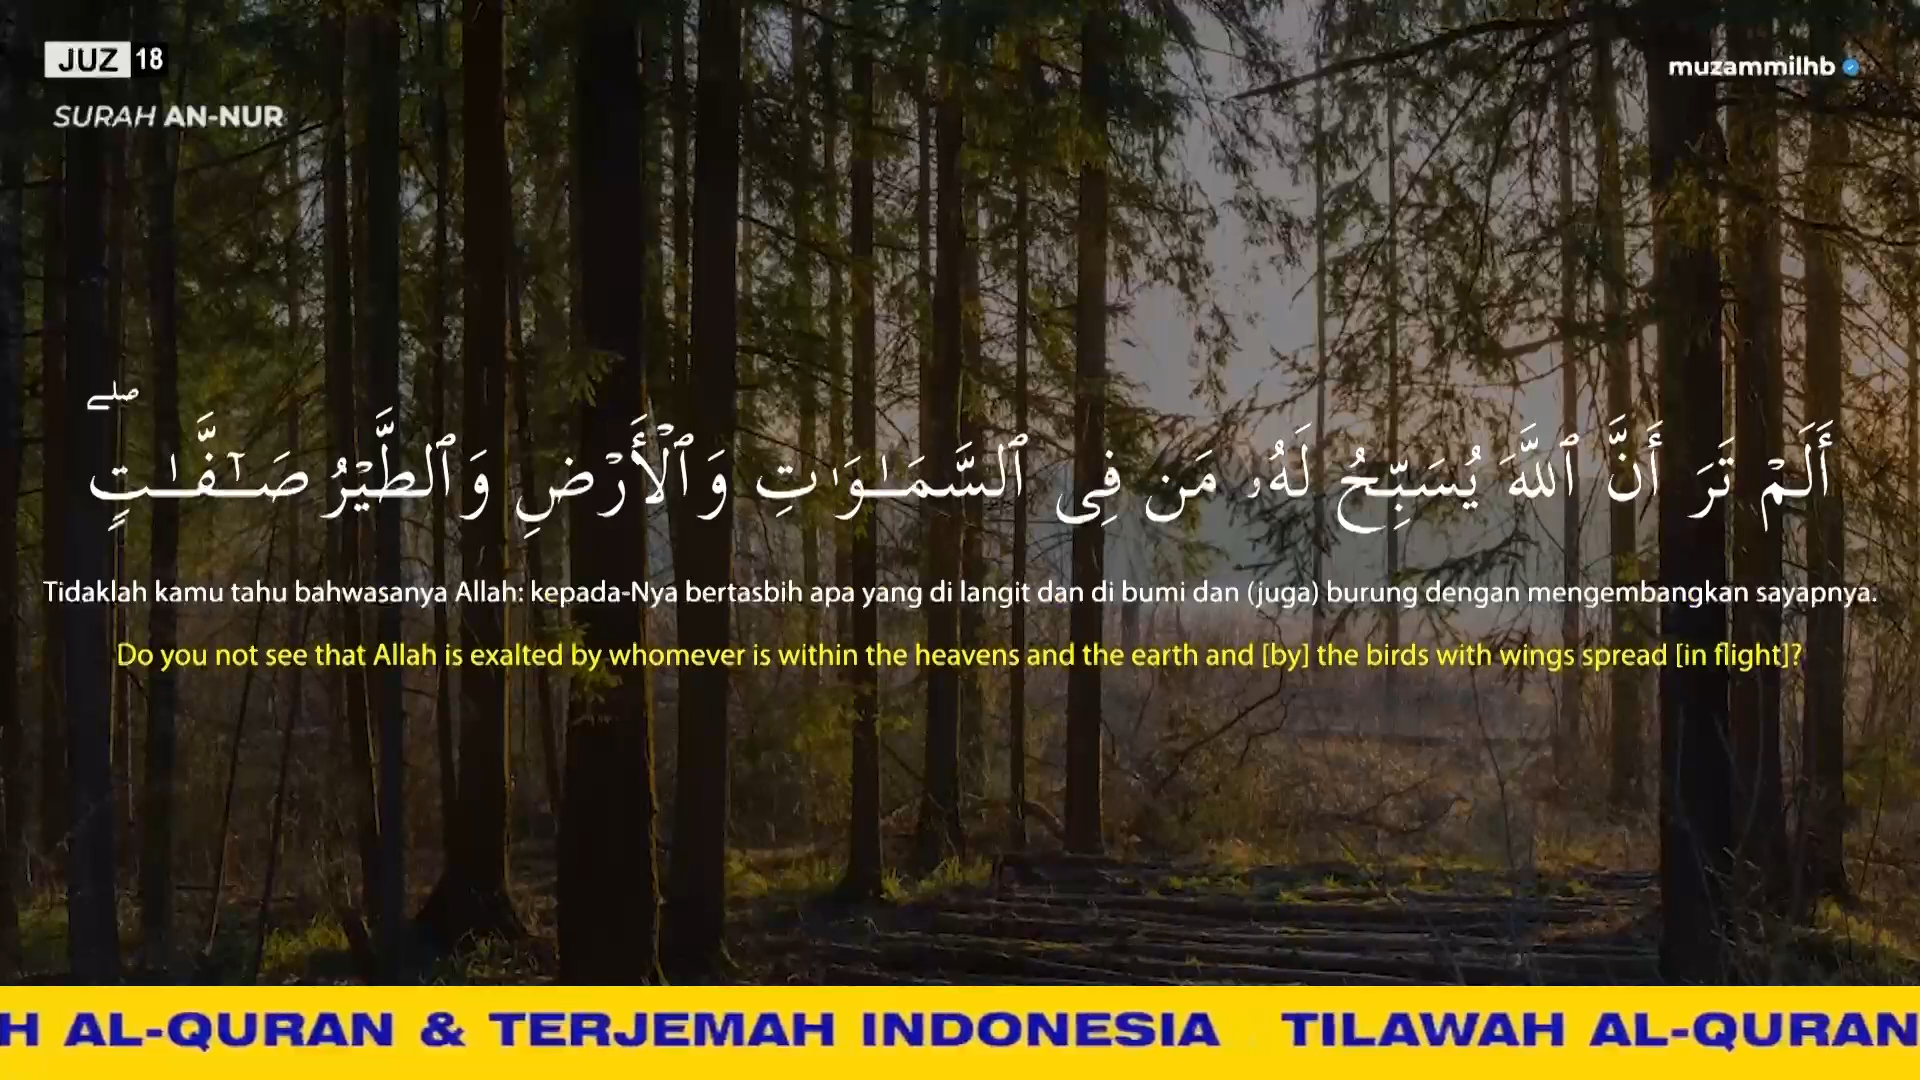 JUZ 18
muzammilhb
SURAH AN-NUR
أَلَمْ تَرَ أَنَّ ٱللَّهَ يُسَبِّحُ لَهُۥ مَن فِى ٱلسَّمَـٰوَٰتِ وَٱلْأَرْضِ وَٱلطَّيْرُ صَـٰٓفَّـٰتٍۢ ۖ
Tidaklah kamu tahu bahwasanya Allah: kepada-Nya bertasbih apa yang di langit dan di bumi dan (juga) burung dengan mengembangkan sayapnya.
Do you not see that Allah is exalted by whomever is within the heavens and the earth and [by] the birds with wings spread [in flight]?
H AL-QURAN & TERJEMAH INDONESIA TILAWAH AL-QURAN